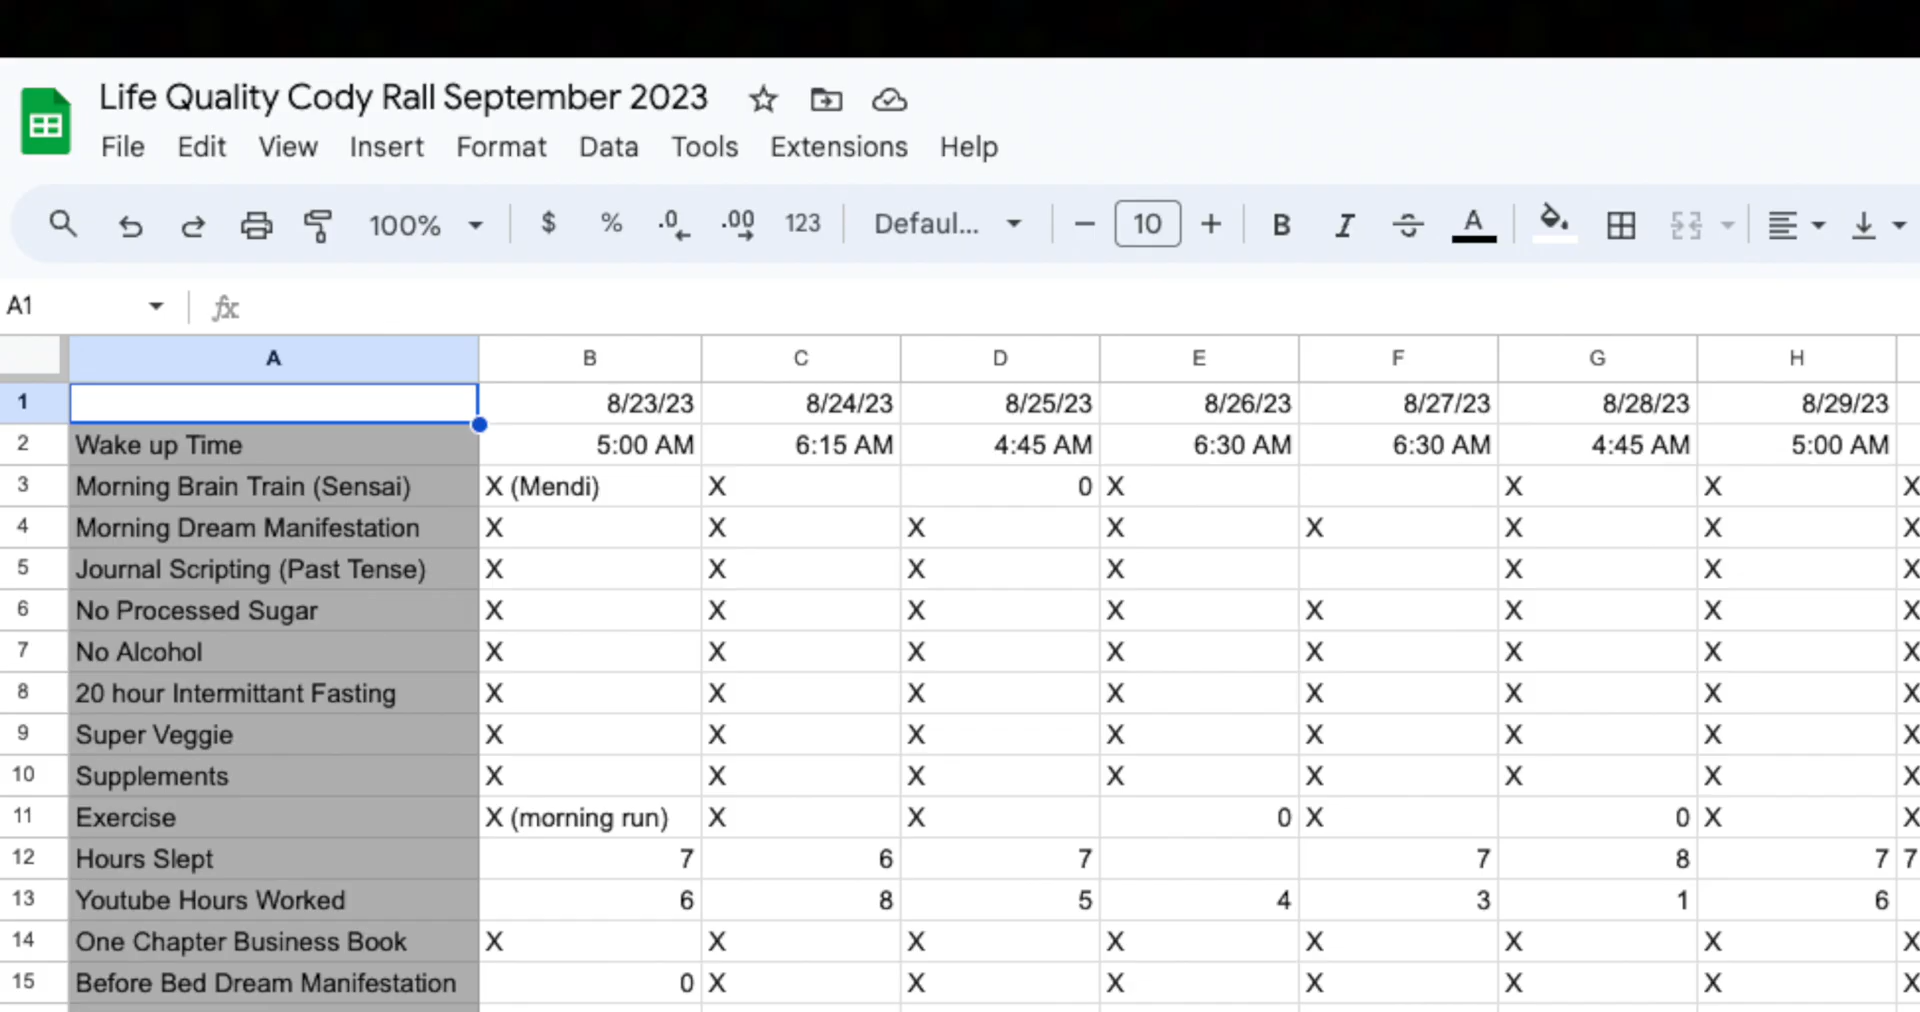 Life Quality Cody Rall September 2023
File Edit View Insert Format Data Tools Extensions Help
100% $ % .0 .00 123 Defaul... 10 B I S A
A1 fx
A B C D E F G H
1 8/23/23 8/24/23 8/25/23 8/26/23 8/27/23 8/28/23 8/29/23
2 Wake up Time 5:00 AM 6:15 AM 4:45 AM 6:30 AM 6:30 AM 4:45 AM 5:00 AM
3 Morning Brain Train (Sensai) X (Mendi) X 0 X X X X
4 Morning Dream Manifestation X X X X X X X X
5 Journal Scripting (Past Tense) X X X X X X X
6 No Processed Sugar X X X X X X X X
7 No Alcohol X X X X X X X X
8 20 hour Intermittant Fasting X X X X X X X X
9 Super Veggie X X X X X X X X
10 Supplements X X X X X X X X
11 Exercise X (morning run) X X 0 X 0 X X
12 Hours Slept 7 6 7 7 8 7 7
13 Youtube Hours Worked 6 8 5 4 3 1 6
14 One Chapter Business Book X X X X X X X X
15 Before Bed Dream Manifestation 0 X X X X X X X